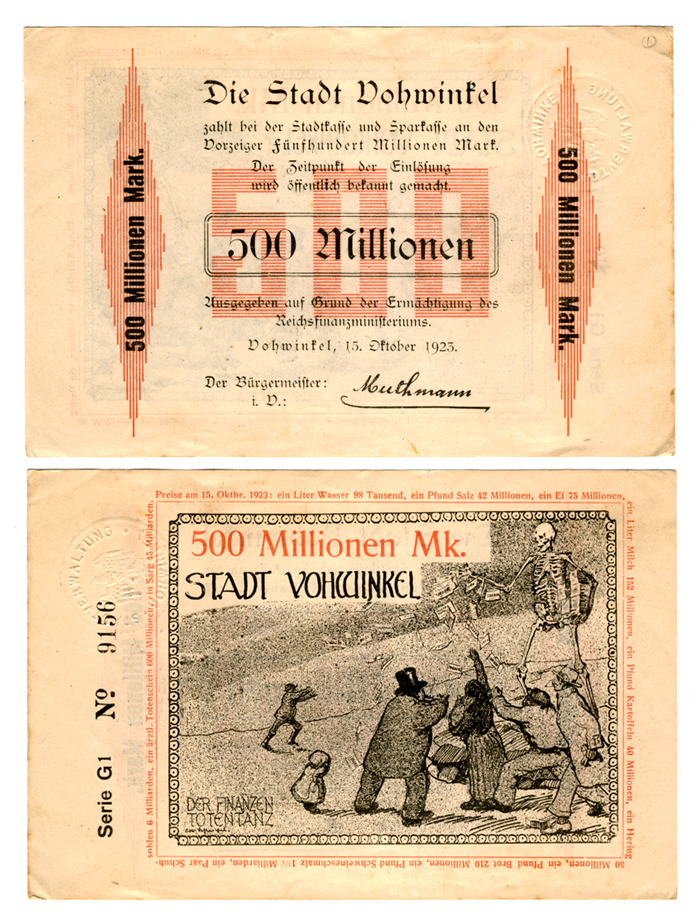 Die Stadt Vohwinkel
zahlt bei der Stadtkasse und Sparkasse an den
Vorzeiger Fünfhundert Millionen Mark.
Der Zeitpunkt der Einlösung
wird öffentlich bekannt gemacht.
500
500 Millionen
Ausgegeben auf Grund der Ermächtigung des
Reichsfinanzministeriums.
Vohwinkel, 15. Oktober 1923.
Der Bürgermeister:
i. V.:
Muthmann
500 Millionen Mark.
500 Millionen Mark.
1
Preise am 15. Oktbr. 1923: ein Liter Wasser 98 Tausend, ein Pfund Salz 42 Millionen, ein Ei 75 Millionen,
ein Liter Milch 152 Millionen, ein Pfund Kartoffeln 40 Millionen, ein Hering
50 Millionen, ein Pfund Brot 210 Millionen, ein Pfund Schweineschmalz 1½ Milliarden, ein Paar Schuh-
sohlen 6 Milliarden, ein ärztl. Totenschein 600 Millionen, ein Sarg 45 Milliarden.
500 Millionen Mk.
STADT VOHWINKEL
DER FINANZEN
TOTENTANZ
Serie G1 No 9156